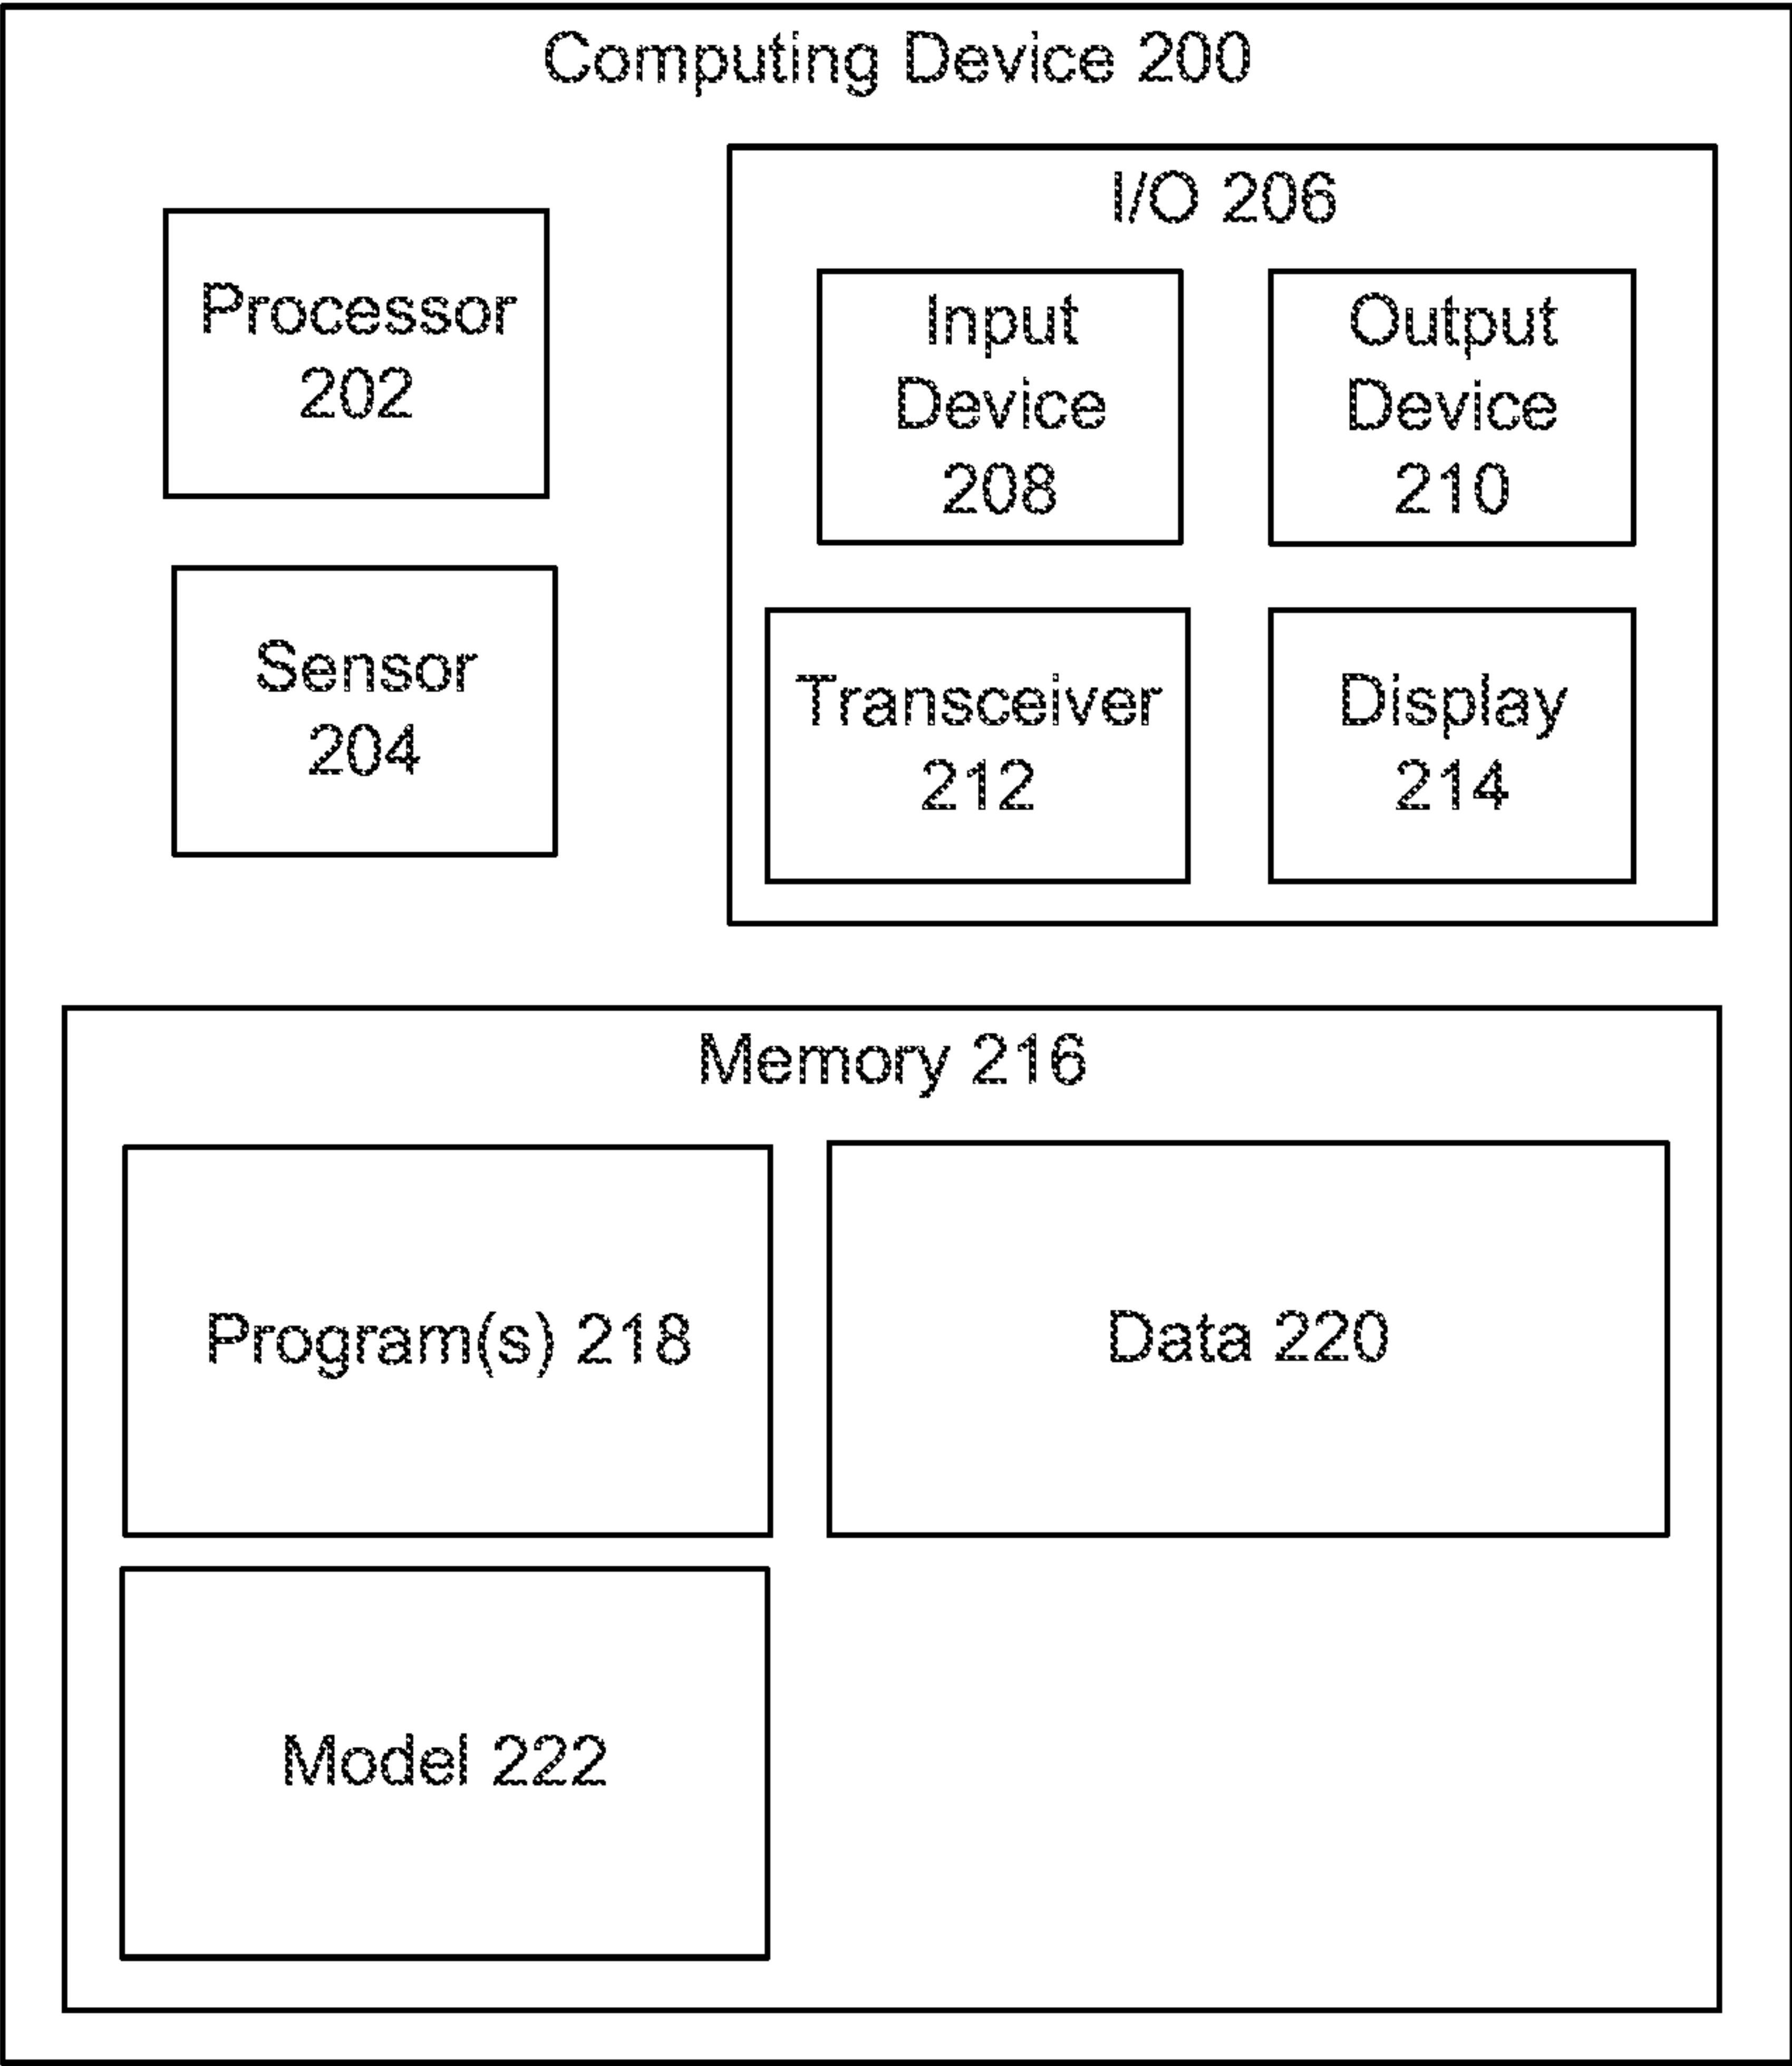 Computing Device 200
Processor
202
Sensor
204
I/O 206
Input
Device
208
Output
Device
210
Transceiver
212
Display
214
Memory 216
Program(s) 218
Data 220
Model 222